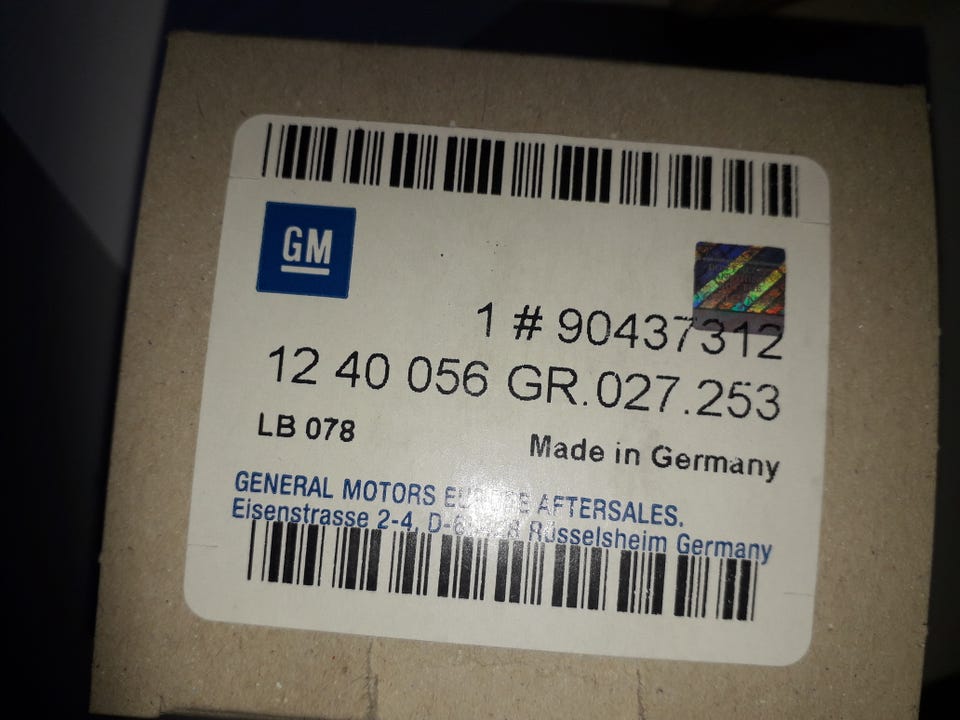 GM
1 # 90437312
12 40 056 GR.027.253
LB 078
Made in Germany
GENERAL MOTORS EUROPE AFTERSALES.
Eisenstrasse 2-4, Rüsselsheim Germany